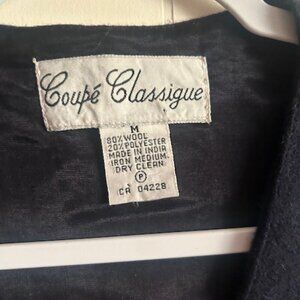 Coupé Classique
M
80% WOOL
20% POLYESTER
MADE IN INDIA
IRON MEDIUM
DRY CLEAN
P
CA 04228